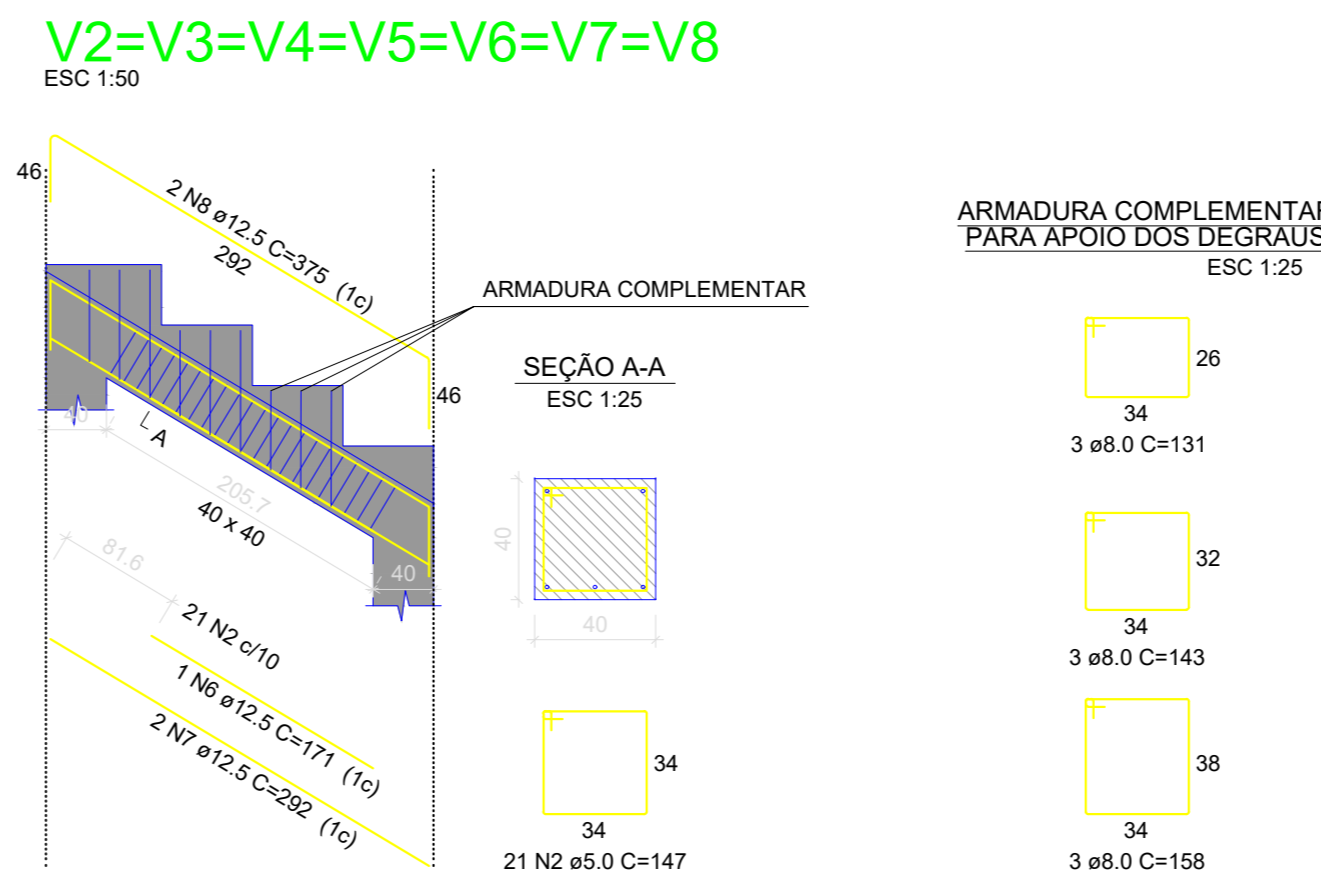 V2=V3=V4=V5=V6=V7=V8
ESC 1:50
46
2 N8 ø12.5 C=375 (1c)
292
ARMADURA COMPLEMENTAR
46
40
A
205.7
40 x 40
81.6
40
21 N2 c/10
1 N6 ø12.5 C=171 (1c)
2 N7 ø12.5 C=292 (1c)
SEÇÃO A-A
ESC 1:25
40
40
34
34
21 N2 ø5.0 C=147
ARMADURA COMPLEMENTAR
PARA APOIO DOS DEGRAUS
ESC 1:25
26
34
3 ø8.0 C=131
32
34
3 ø8.0 C=143
38
34
3 ø8.0 C=158